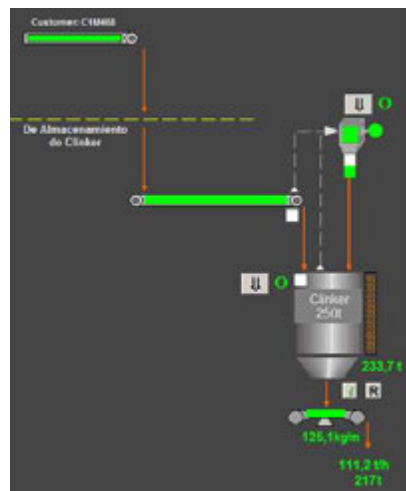 Customer: C1M468
De Almacenamiento
do Clinker
Clinker
250t
233,7 t
R
125,1kg/m
111,2 t/h
217t